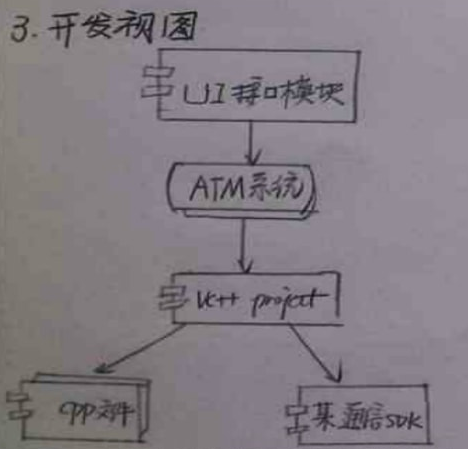 3.开发视图
UI接口模块
ATM系统
VC++ project
cpp文件
某通信SDK